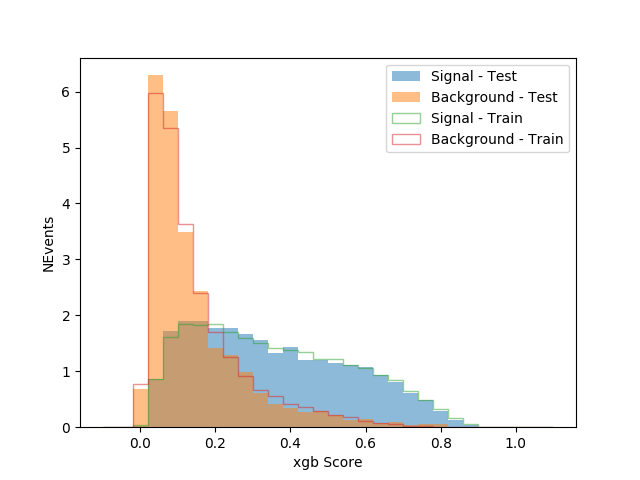 Signal - Test
Background - Test
Signal - Train
Background - Train
NEvents
6
5
4
3
2
1
0
0.0 0.2 0.4 0.6 0.8 1.0
xgb Score